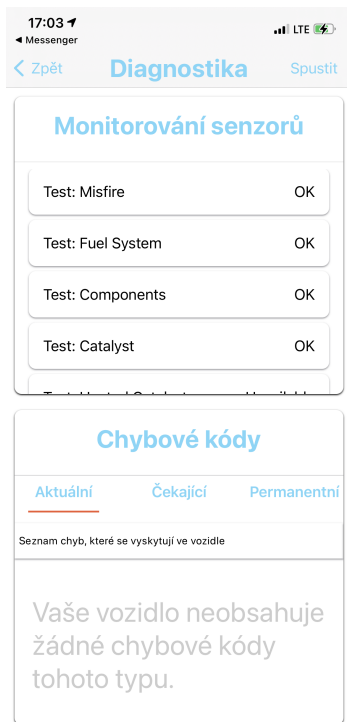 17:03
LTE
◀ Messenger
Zpět Diagnostika Spustit
Monitorování senzorů
Test: Misfire OK
Test: Fuel System OK
Test: Components OK
Test: Catalyst OK
Chybové kódy
Aktuální Čekající Permanentní
Seznam chyb, které se vyskytují ve vozidle
Vaše vozidlo neobsahuje
žádné chybové kódy
tohoto typu.